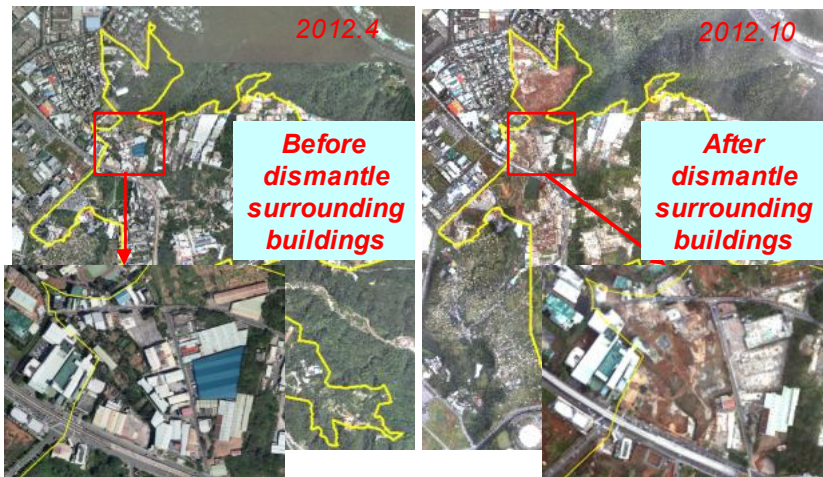 2012.4
Before
dismantle
surrounding
buildings
2012.10
After
dismantle
surrounding
buildings